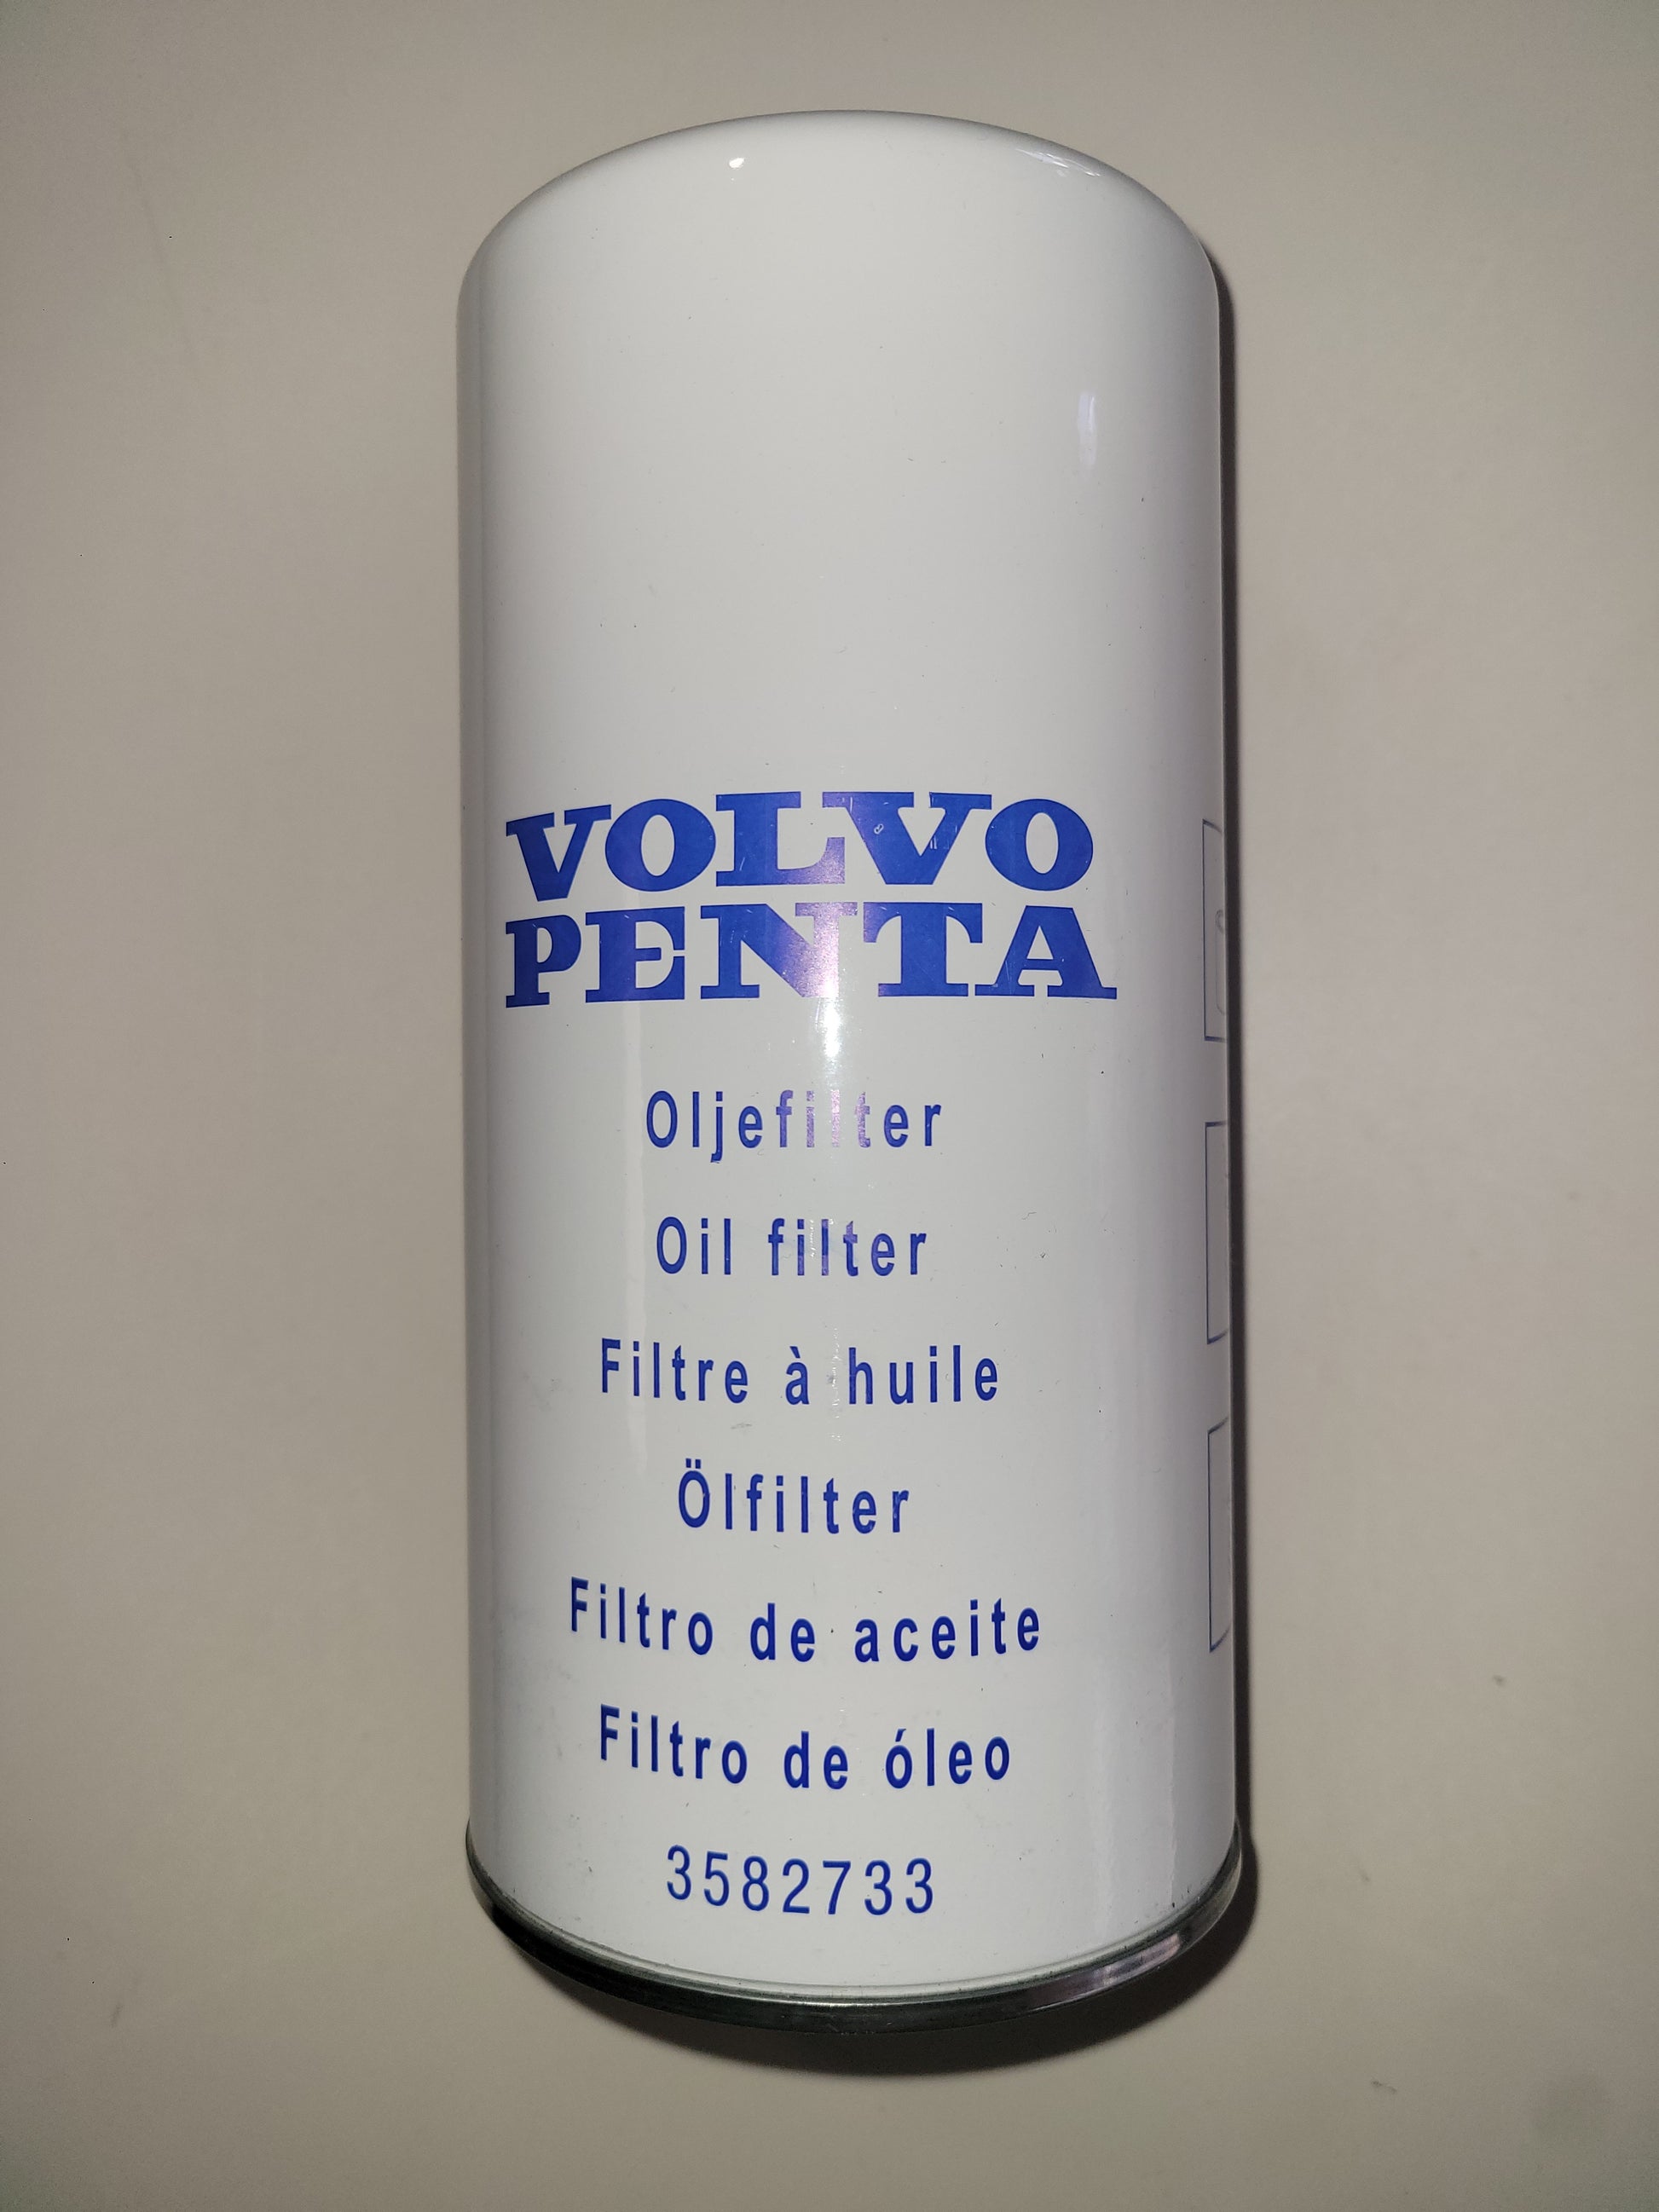 VOLVO
PENTA
Oljefilter
Oil filter
Filtre à huile
Ölfilter
Filtro de aceite
Filtro de óleo
3582733